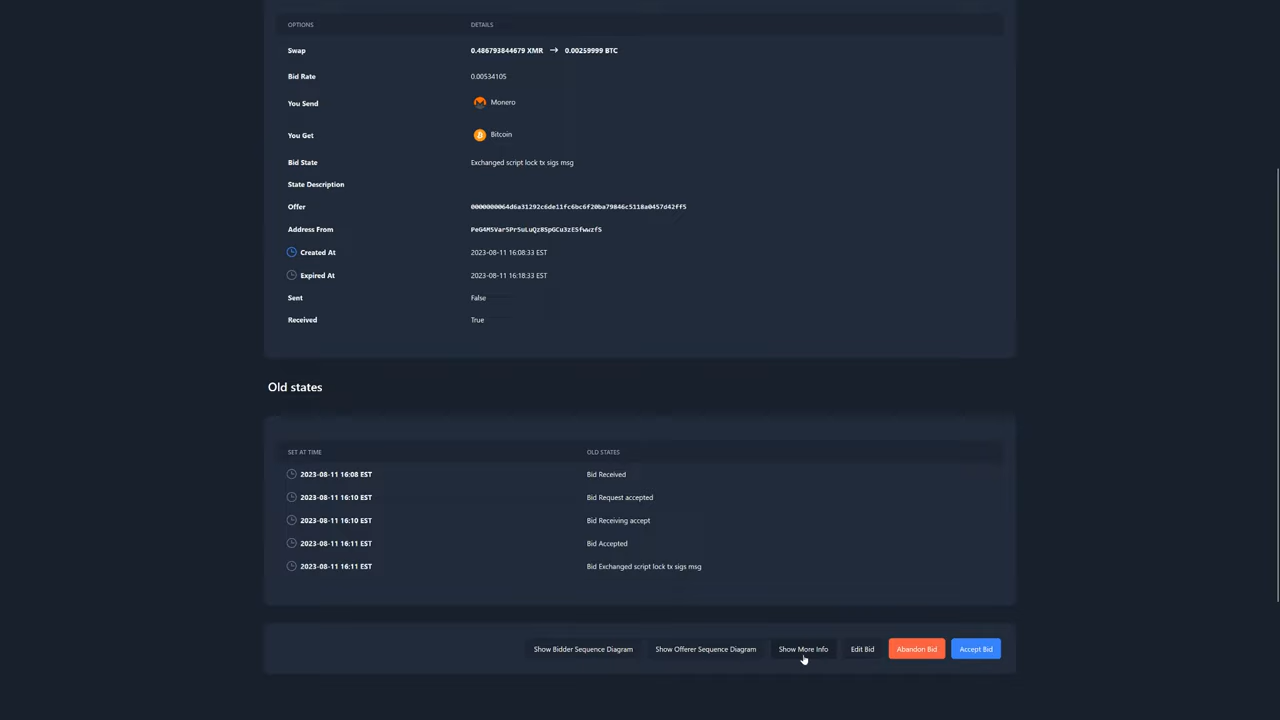 OPTIONS DETAILS
Swap 0.486793844679 XMR → 0.00259999 BTC
Bid Rate 0.00534105
You Send Monero
You Get Bitcoin
Bid State Exchanged script lock tx sigs msg
State Description
Offer 0000000064d6a31292c6de11fc6bc6f20ba79846c5118a0457d42ff5
Address From PeG4M5VarSPr5uLuQz8SpGCu3zESfwwzfS
Created At 2023-08-11 16:08:33 EST
Expired At 2023-08-11 16:18:33 EST
Sent False
Received True
Old states
SET AT TIME OLD STATES
2023-08-11 16:08 EST Bid Received
2023-08-11 16:10 EST Bid Request accepted
2023-08-11 16:10 EST Bid Receiving accept
2023-08-11 16:11 EST Bid Accepted
2023-08-11 16:11 EST Bid Exchanged script lock tx sigs msg
Show Bidder Sequence Diagram Show Offerer Sequence Diagram Show More Info Edit Bid Abandon Bid Accept Bid